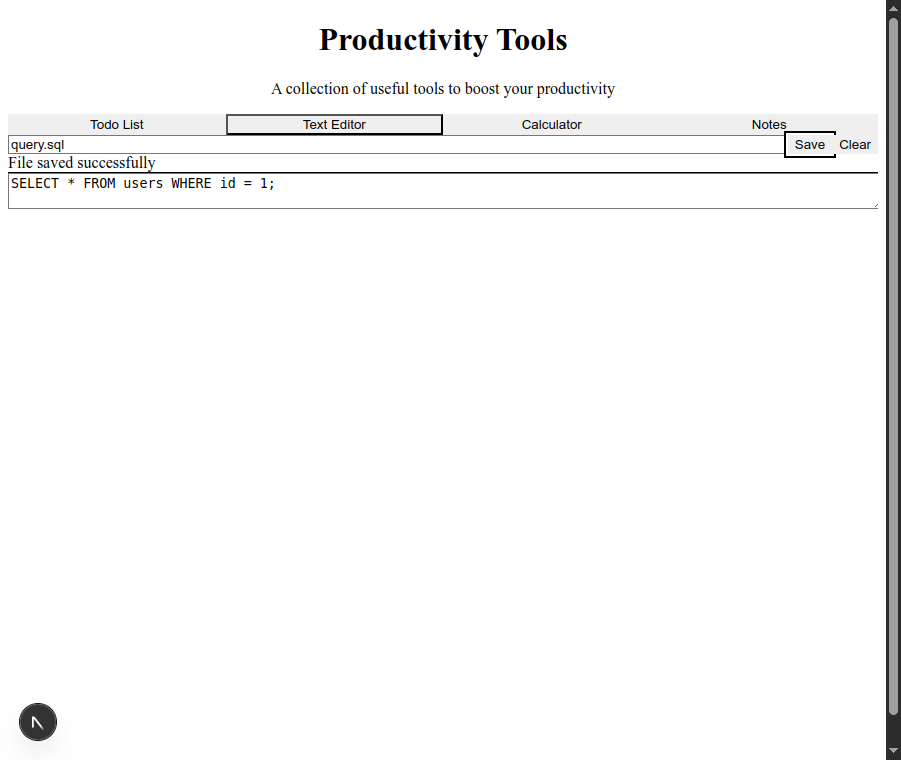 Productivity Tools
A collection of useful tools to boost your productivity
Todo List Text Editor Calculator Notes
query.sql Save Clear
File saved successfully
SELECT * FROM users WHERE id = 1;